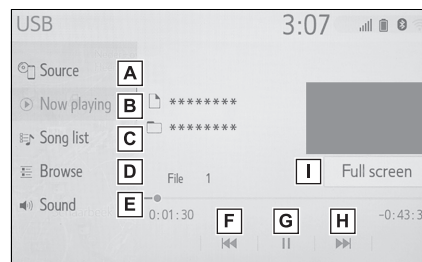 USB 3:07
Source A
Now playing B ********
Song list C ********
Browse D I Full screen
File 1
Sound E
0:01:30 F G H -0:43:3